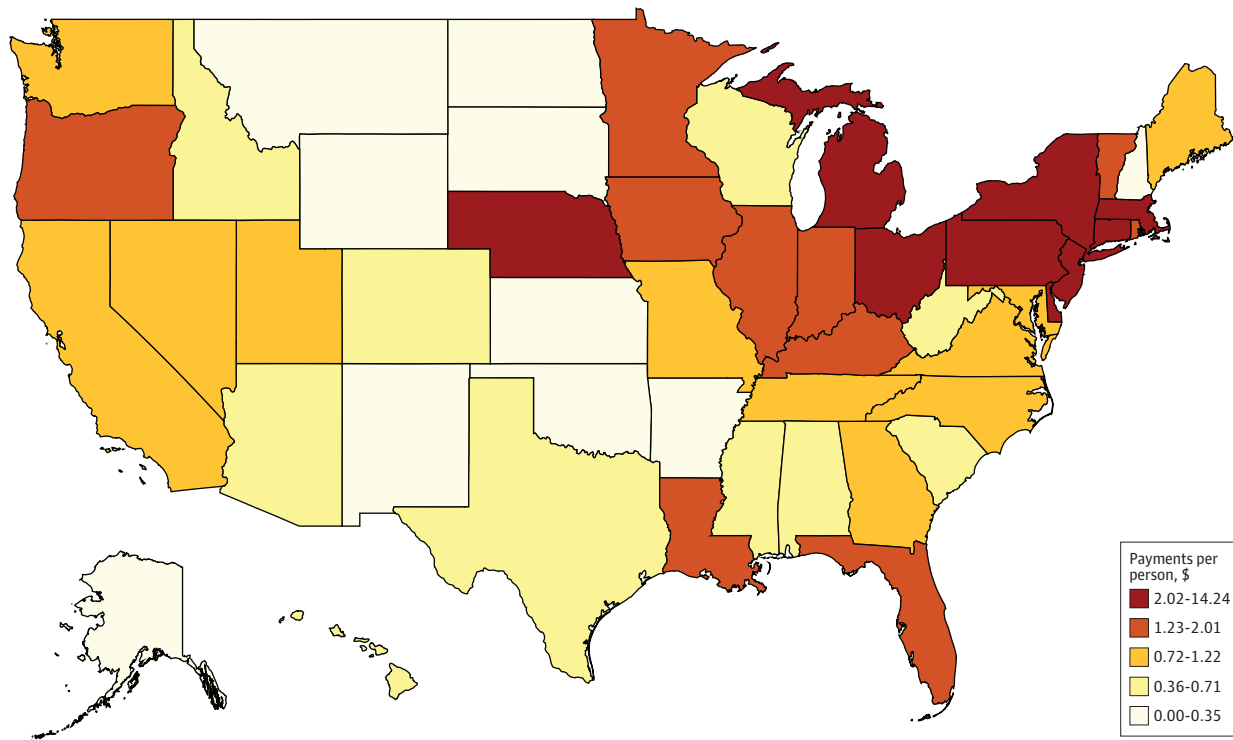 Payments per
person, $
2.02-14.24
1.23-2.01
0.72-1.22
0.36-0.71
0.00-0.35